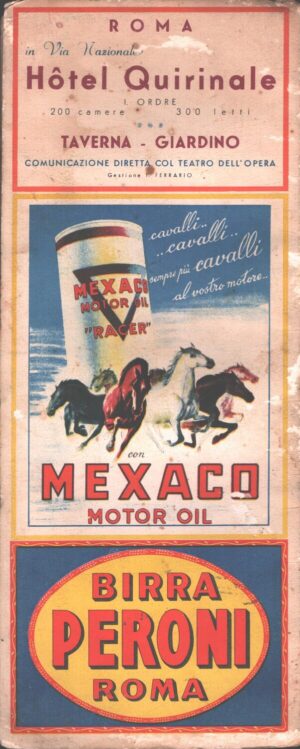 ROMA
in Via Nazionale
Hôtel Quirinale
I. ORDRE
200 camere 300 letti
TAVERNA - GIARDINO
COMUNICAZIONE DIRETTA COL TEATRO DELL'OPERA
Gestione F. FERRARIO
cavalli..
..cavalli..
sempre più cavalli
al vostro motore..
MEXACO
MOTOR OIL
"RACER"
con
MEXACO
MOTOR OIL
BIRRA
PERONI
ROMA